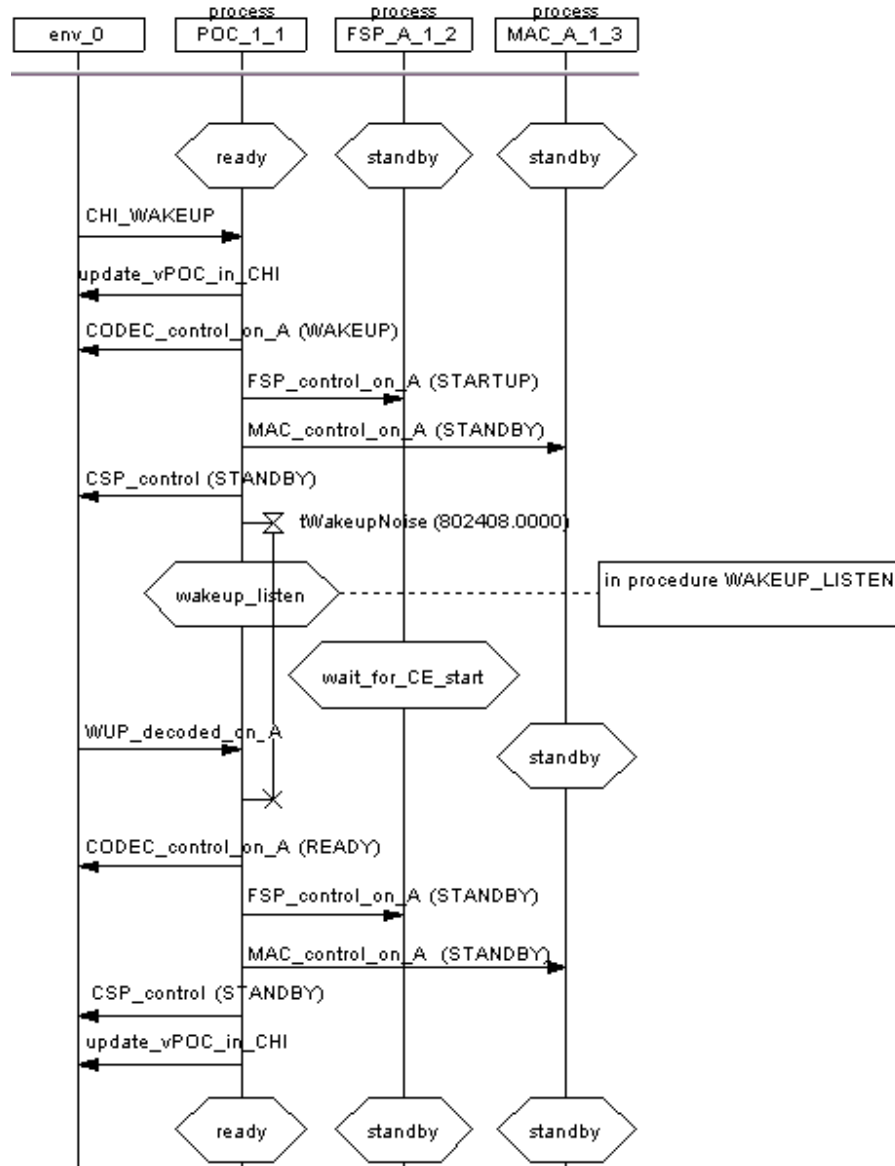 process process process
env_0 POC_1_1 FSP_A_1_2 MAC_A_1_3
ready standby standby
CHI_WAKEUP
update_vPOC_in_CHI
CODEC_control_on_A (WAKEUP)
FSP_control_on_A (STARTUP)
MAC_control_on_A (STANDBY)
CSP_control (STANDBY)
tWakeupNoise (802408.0000)
wakeup_listen in procedure WAKEUP_LISTEN
wait_for_CE_start
WUP_decoded_on_A
standby
CODEC_control_on_A (READY)
FSP_control_on_A (STANDBY)
MAC_control_on_A (STANDBY)
CSP_control (STANDBY)
update_vPOC_in_CHI
ready standby standby